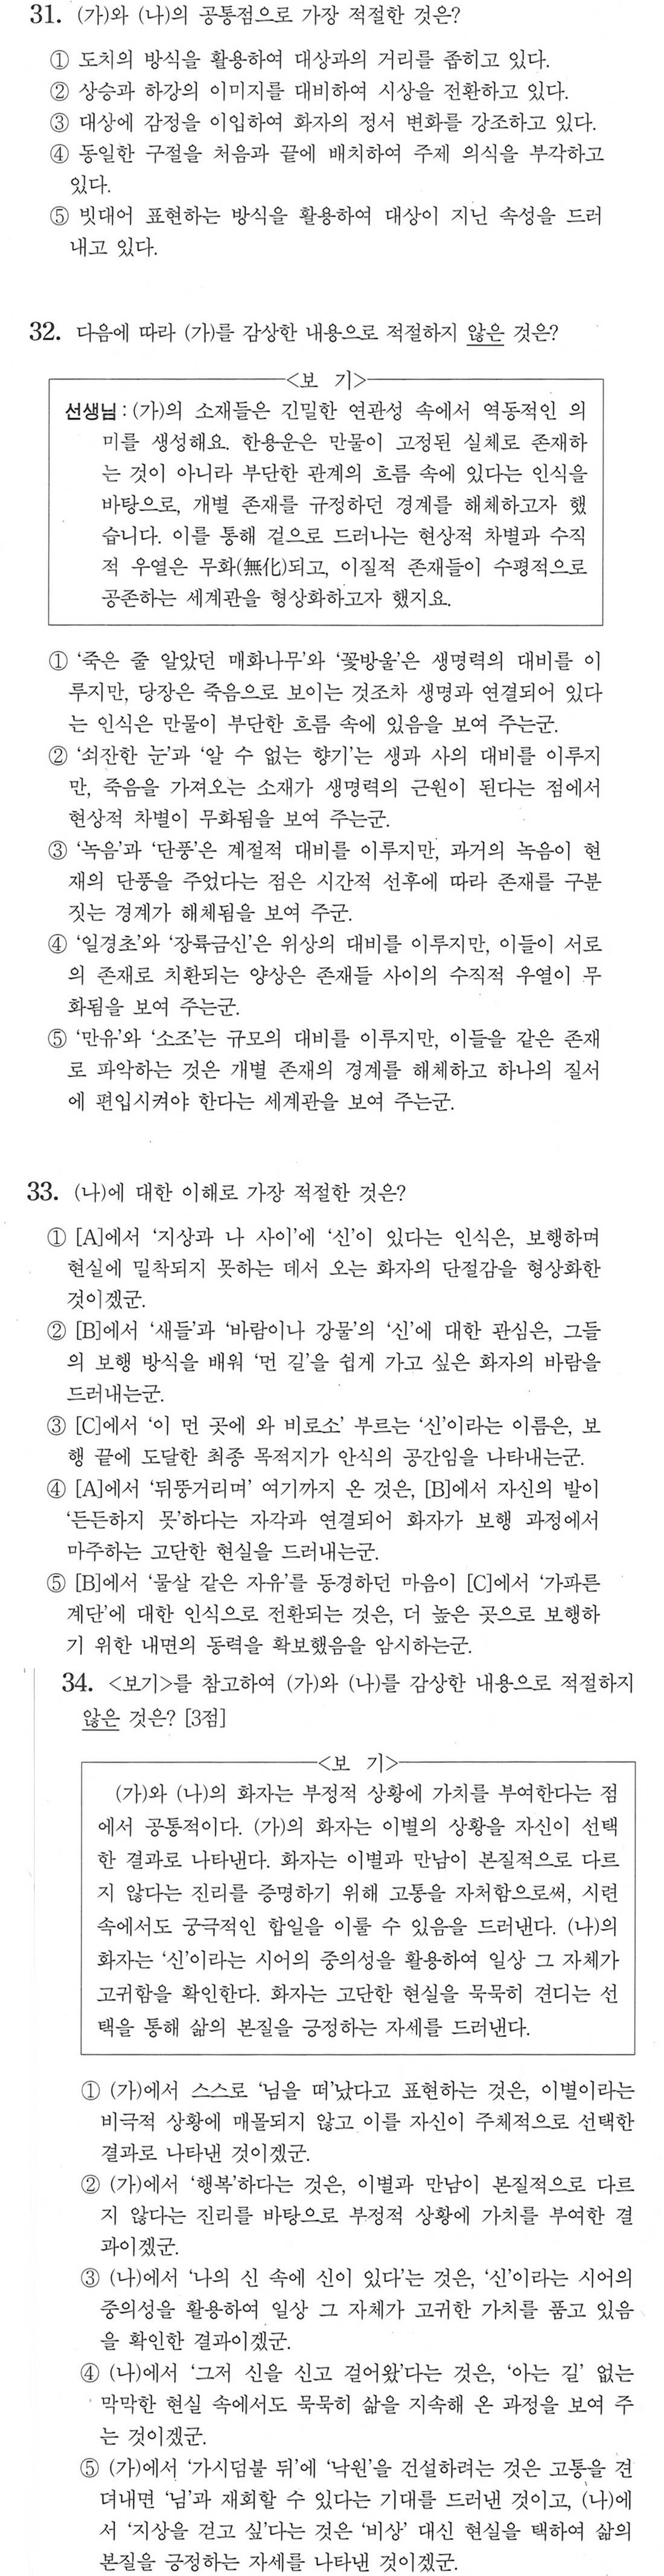 31. (가)와 (나)의 공통점으로 가장 적절한 것은?
① 도치의 방식을 활용하여 대상과의 거리를 좁히고 있다.
② 상승과 하강의 이미지를 대비하여 시상을 전환하고 있다.
③ 대상에 감정을 이입하여 화자의 정서 변화를 강조하고 있다.
④ 동일한 구절을 처음과 끝에 배치하여 주제 의식을 부각하고
있다.
⑤ 빗대어 표현하는 방식을 활용하여 대상이 지닌 속성을 드러
내고 있다.
32. 다음에 따라 (가)를 감상한 내용으로 적절하지 않은 것은?
<보 기>
선생님 : (가)의 소재들은 긴밀한 연관성 속에서 역동적인 의
미를 생성해요. 한용운은 만물이 고정된 실체로 존재하
는 것이 아니라 부단한 관계의 흐름 속에 있다는 인식을
바탕으로, 개별 존재를 규정하던 경계를 해체하고자 했
습니다. 이를 통해 겉으로 드러나는 현상적 차별과 수직
적 우열은 무화(無化)되고, 이질적 존재들이 수평적으로
공존하는 세계관을 형상화하고자 했지요.
① ‘죽은 줄 알았던 매화나무’와 ‘꽃방울’은 생명력의 대비를 이
루지만, 당장은 죽음으로 보이는 것조차 생명과 연결되어 있다
는 인식은 만물이 부단한 흐름 속에 있음을 보여 주는군.
② ‘쇠잔한 눈’과 ‘알 수 없는 향기’는 생과 사의 대비를 이루지
만, 죽음을 가져오는 소재가 생명력의 근원이 된다는 점에서
현상적 차별이 무화됨을 보여 주는군.
③ ‘녹음’과 ‘단풍’은 계절적 대비를 이루지만, 과거의 녹음이 현
재의 단풍을 주었다는 점은 시간적 선후에 따라 존재를 구분
짓는 경계가 해체됨을 보여 주군.
④ ‘일경초’와 ‘장륙금신’은 위상의 대비를 이루지만, 이들이 서로
의 존재로 치환되는 양상은 존재들 사이의 수직적 우열이 무
화됨을 보여 주는군.
⑤ ‘만유’와 ‘소조’는 규모의 대비를 이루지만, 이들을 같은 존재
로 파악하는 것은 개별 존재의 경계를 해체하고 하나의 질서
에 편입시켜야 한다는 세계관을 보여 주는군.
33. (나)에 대한 이해로 가장 적절한 것은?
① [A]에서 ‘지상과 나 사이’에 ‘신’이 있다는 인식은, 보행하며
현실에 밀착되지 못하는 데서 오는 화자의 단절감을 형상화한
것이겠군.
② [B]에서 ‘새들’과 ‘바람이나 강물’의 ‘신’에 대한 관심은, 그들
의 보행 방식을 배워 ‘먼 길’을 쉽게 가고 싶은 화자의 바람을
드러내는군.
③ [C]에서 ‘이 먼 곳에 와 비로소’ 부르는 ‘신’이라는 이름은, 보
행 끝에 도달한 최종 목적지가 안식의 공간임을 나타내는군.
④ [A]에서 ‘뒤뚱거리며’ 여기까지 온 것은, [B]에서 자신의 발이
‘든든하지 못’하다는 자각과 연결되어 화자가 보행 과정에서
마주하는 고단한 현실을 드러내는군.
⑤ [B]에서 ‘물살 같은 자유’를 동경하던 마음이 [C]에서 ‘가파른
계단’에 대한 인식으로 전환되는 것은, 더 높은 곳으로 보행하
기 위한 내면의 동력을 확보했음을 암시하는군.
34. <보기>를 참고하여 (가)와 (나)를 감상한 내용으로 적절하지
않은 것은? [3점]
<보 기>
(가)와 (나)의 화자는 부정적 상황에 가치를 부여한다는 점
에서 공통적이다. (가)의 화자는 이별의 상황을 자신이 선택
한 결과로 나타낸다. 화자는 이별과 만남이 본질적으로 다르
지 않다는 진리를 증명하기 위해 고통을 자처함으로써, 시련
속에서도 궁극적인 합일을 이룰 수 있음을 드러낸다. (나)의
화자는 ‘신’이라는 시어의 중의성을 활용하여 일상 그 자체가
고귀함을 확인한다. 화자는 고단한 현실을 묵묵히 견디는 선
택을 통해 삶의 본질을 긍정하는 자세를 드러낸다.
① (가)에서 스스로 ‘님을 떠’났다고 표현하는 것은, 이별이라는
비극적 상황에 매몰되지 않고 이를 자신이 주체적으로 선택한
결과로 나타낸 것이겠군.
② (가)에서 ‘행복’하다는 것은, 이별과 만남이 본질적으로 다르
지 않다는 진리를 바탕으로 부정적 상황에 가치를 부여한 결
과이겠군.
③ (나)에서 ‘나의 신 속에 신이 있다’는 것은, ‘신’이라는 시어의
중의성을 활용하여 일상 그 자체가 고귀한 가치를 품고 있음
을 확인한 결과이겠군.
④ (나)에서 ‘그저 신을 신고 걸어왔’다는 것은, ‘아는 길’ 없는
막막한 현실 속에서도 묵묵히 삶을 지속해 온 과정을 보여 주
는 것이겠군.
⑤ (가)에서 ‘가시덤불 뒤’에 ‘낙원’을 건설하려는 것은 고통을 견
뎌내면 ‘님’과 재회할 수 있다는 기대를 드러낸 것이고, (나)에
서 ‘지상을 걷고 싶’다는 것은 ‘비상’ 대신 현실을 택하여 삶의
본질을 긍정하는 자세를 나타낸 것이겠군.